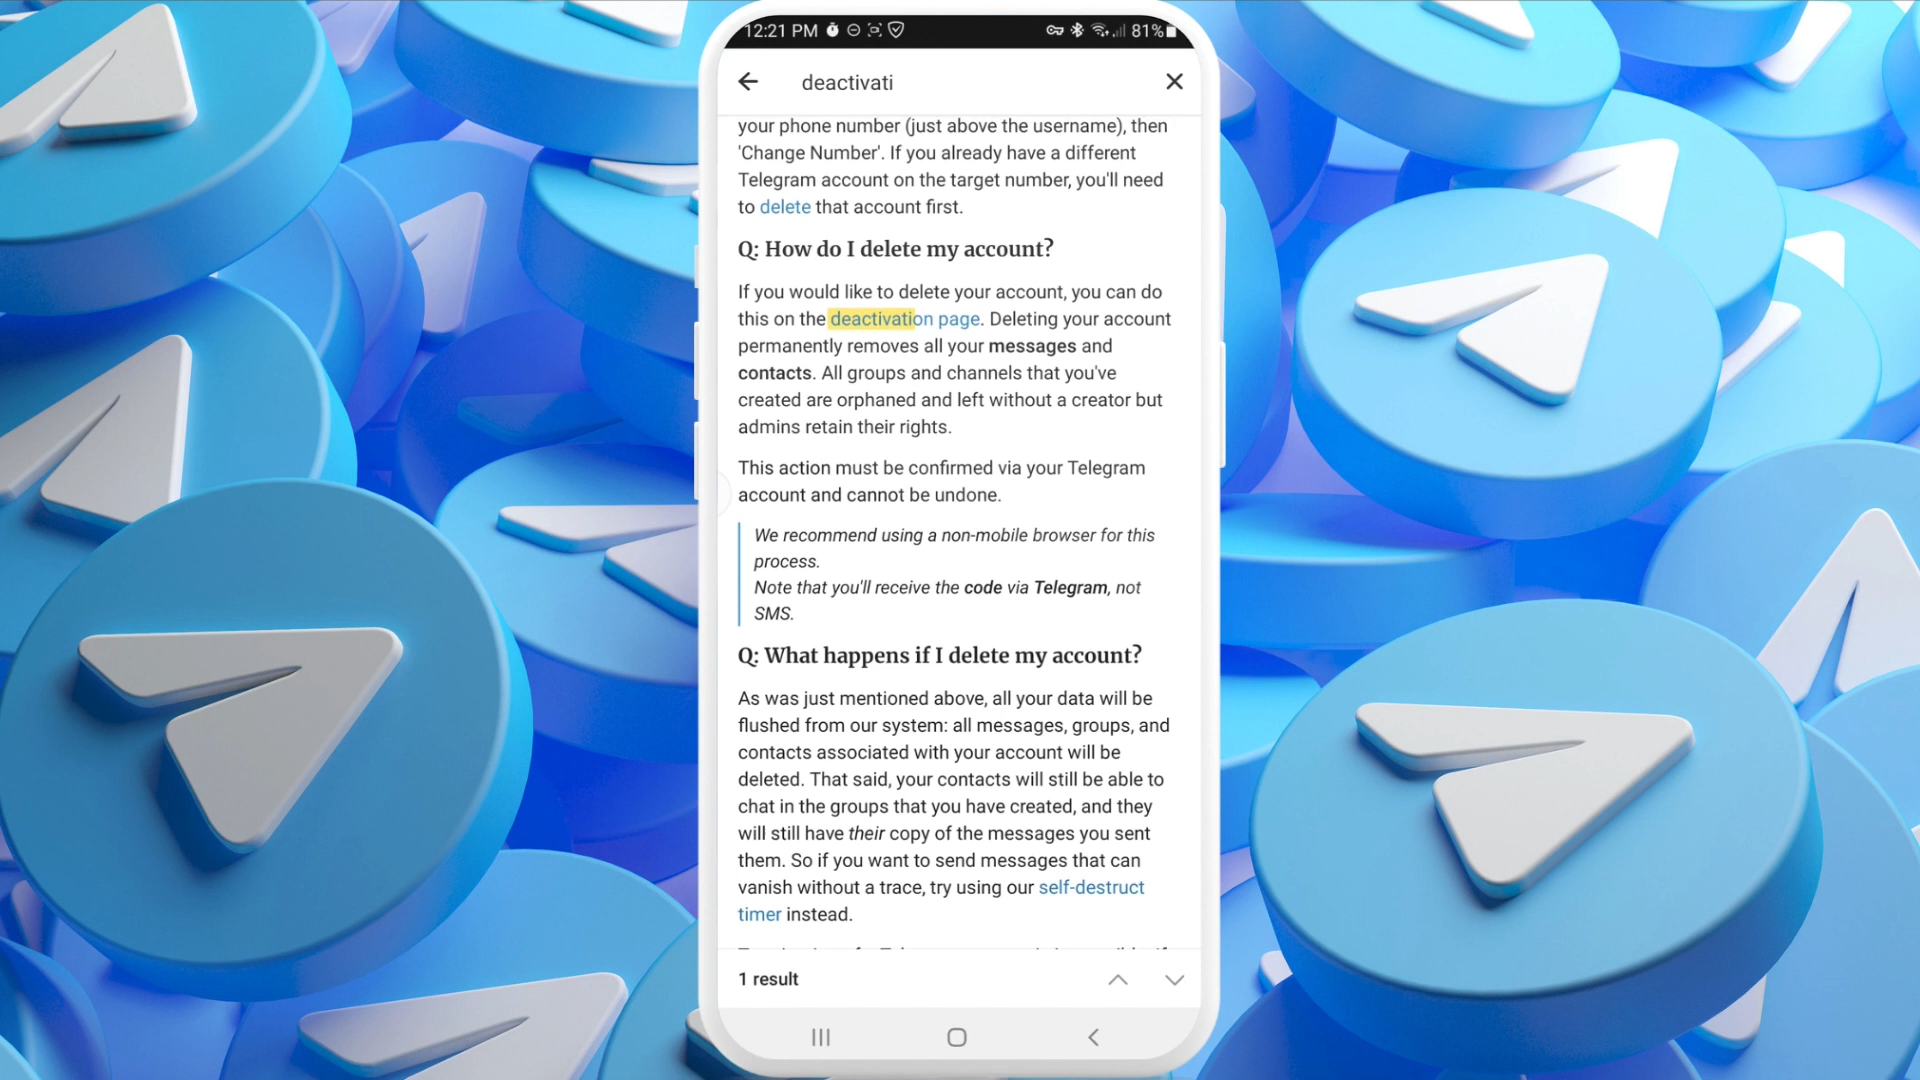 12:21 PM 81%
deactivati
your phone number (just above the username), then
'Change Number'. If you already have a different
Telegram account on the target number, you'll need
to delete that account first.
Q: How do I delete my account?
If you would like to delete your account, you can do
this on the deactivation page. Deleting your account
permanently removes all your messages and
contacts. All groups and channels that you've
created are orphaned and left without a creator but
admins retain their rights.
This action must be confirmed via your Telegram
account and cannot be undone.
We recommend using a non-mobile browser for this
process.
Note that you'll receive the code via Telegram, not
SMS.
Q: What happens if I delete my account?
As was just mentioned above, all your data will be
flushed from our system: all messages, groups, and
contacts associated with your account will be
deleted. That said, your contacts will still be able to
chat in the groups that you have created, and they
will still have their copy of the messages you sent
them. So if you want to send messages that can
vanish without a trace, try using our self-destruct
timer instead.
1 result